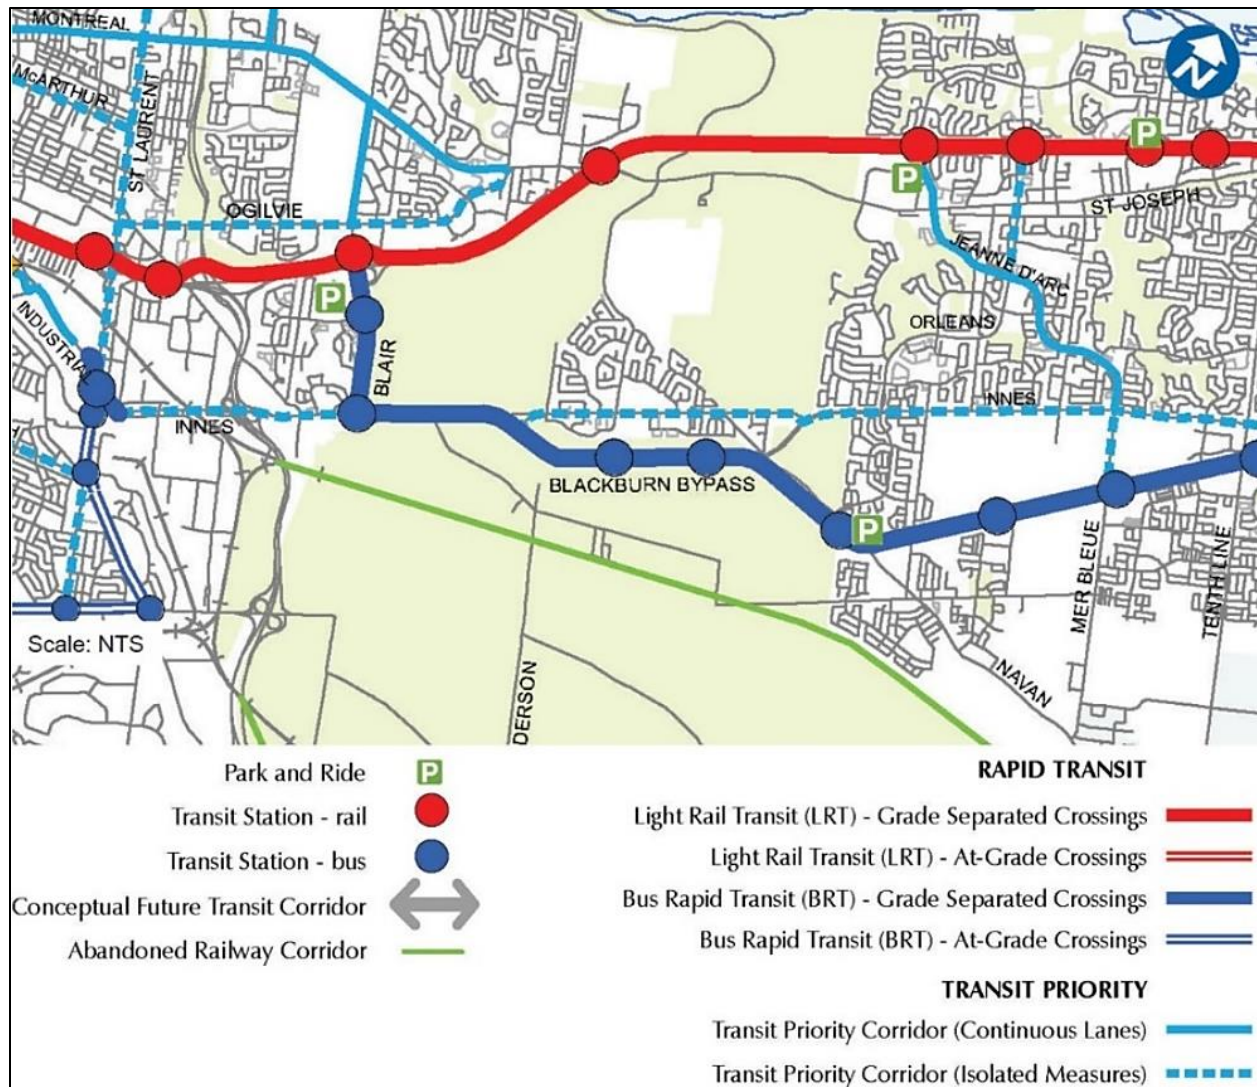 MONTREAL
McARTHUR
ST LAURENT
N
P
OGILVIE
P
ST JOSEPH
JEANNE D'ARC
P
INDUSTRIAL
BLAIR
ORLEANS
INNES
INNES
BLACKBURN BYPASS
P
MER BLEUE
TENTH LINE
Scale: NTS
DERSON
NAVAN
Park and Ride P
Transit Station - rail
Transit Station - bus
Conceptual Future Transit Corridor
Abandoned Railway Corridor
RAPID TRANSIT
Light Rail Transit (LRT) - Grade Separated Crossings
Light Rail Transit (LRT) - At-Grade Crossings
Bus Rapid Transit (BRT) - Grade Separated Crossings
Bus Rapid Transit (BRT) - At-Grade Crossings
TRANSIT PRIORITY
Transit Priority Corridor (Continuous Lanes)
Transit Priority Corridor (Isolated Measures)